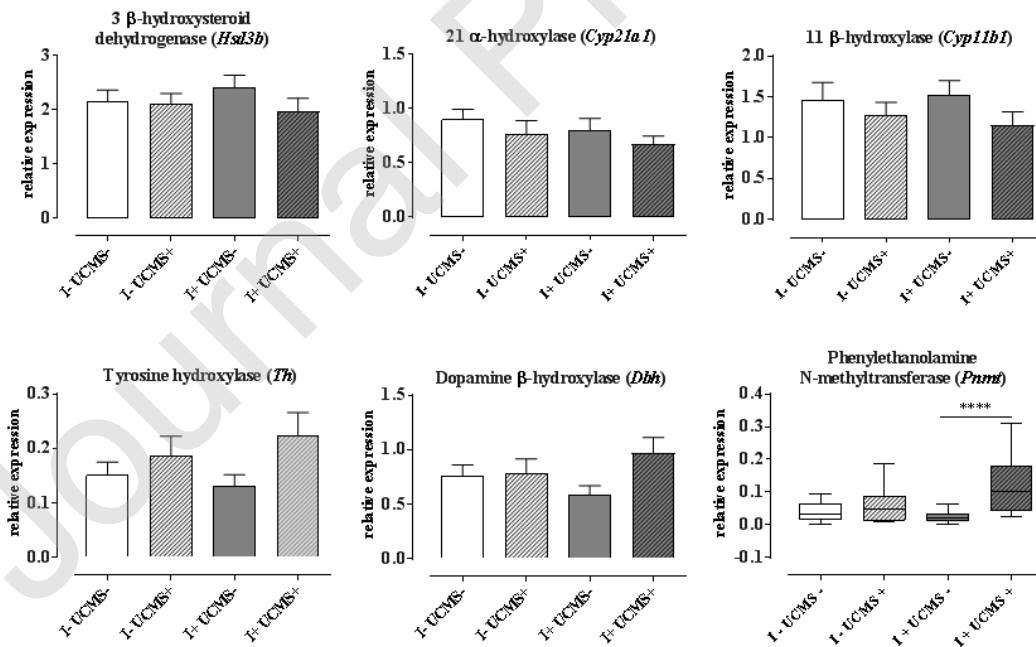 3 β-hydroxysteroid
dehydrogenase (Hsd3b)
relative expression
3
2
1
0
I- UCMS-
I- UCMS+
I+ UCMS-
I+ UCMS+
21 α-hydroxylase (Cyp21a1)
relative expression
1.5
1.0
0.5
0.0
I- UCMS-
I- UCMS+
I+ UCMS-
I+ UCMS+
11 β-hydroxylase (Cyp11b1)
relative expression
2.0
1.5
1.0
0.5
0.0
I- UCMS-
I- UCMS+
I+ UCMS-
I+ UCMS+
Tyrosine hydroxylase (Th)
relative expression
0.3
0.2
0.1
0.0
I- UCMS-
I- UCMS+
I+ UCMS-
I+ UCMS+
Dopamine β-hydroxylase (Dbh)
relative expression
1.5
1.0
0.5
0.0
I- UCMS-
I- UCMS+
I+ UCMS-
I+ UCMS+
Phenylethanolamine
N-methyltransferase (Pnmt)
relative expression
0.4
0.3
0.2
0.1
0.0
-0.1
****
I - UCMS -
I - UCMS +
I + UCMS -
I + UCMS +
Journal P